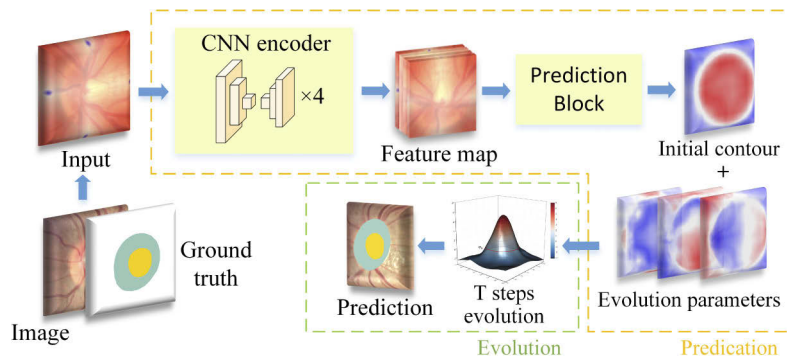 CNN encoder
×4
Prediction
Block
Input
Feature map
Initial contour
+
Ground
truth
Image
Prediction
T steps
evolution
Evolution parameters
Evolution
Predication